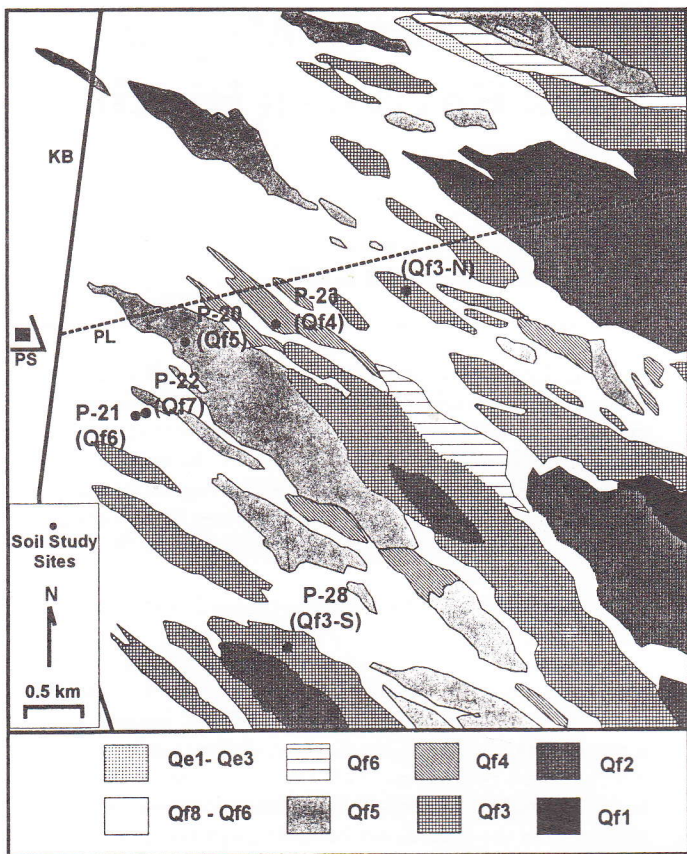 KB
(Qf3-N)
P-23
(Qf4)
P-20
(Qf5)
PL
PS
P-22
(Qf7)
P-21
(Qf6)
P-28
(Qf3-S)
Soil Study
Sites
N
0.5 km
Qe1- Qe3
Qf6
Qf4
Qf2
Qf8 - Qf6
Qf5
Qf3
Qf1